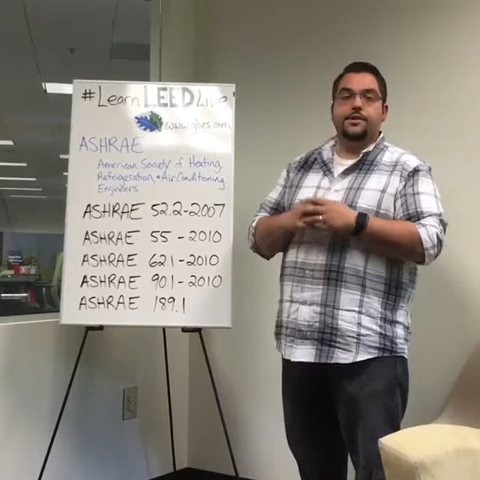 #LearnLEEDLive
www.gbes.com
ASHRAE
American Society of Heating,
Refrigeration, + Air Conditioning
Engineers.
ASHRAE 52.2-2007
ASHRAE 55-2010
ASHRAE 62.1-2010
ASHRAE 90.1-2010
ASHRAE 189.1